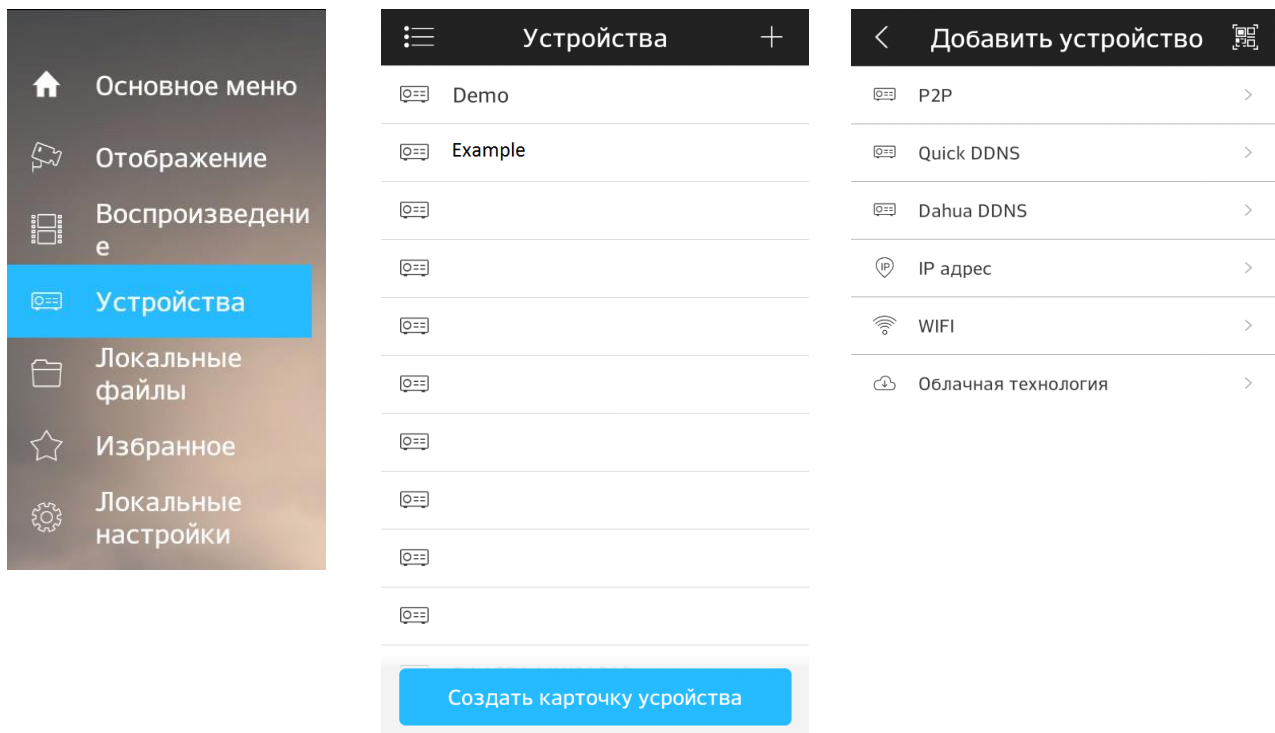 Основное меню
Отображение
Воспроизведени
е
Устройства
Локальные
файлы
Избранное
Локальные
настройки
Устройства
Demo
Example
Создать карточку усройства
Добавить устройство
P2P
Quick DDNS
Dahua DDNS
IP
IP адрес
WIFI
Облачная технология